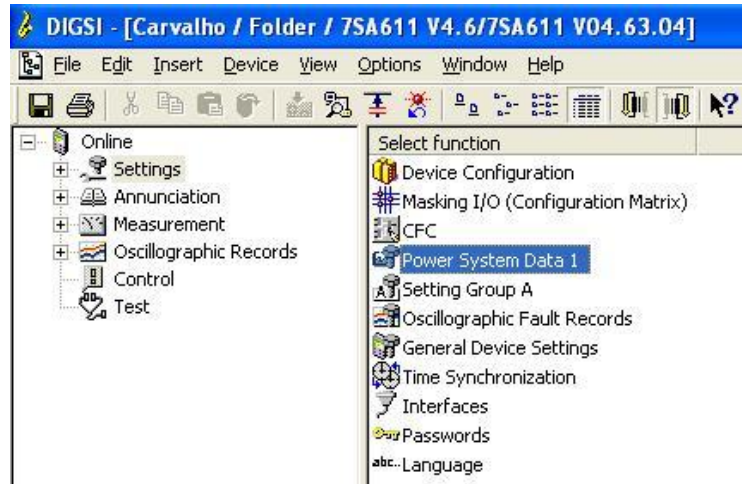 DIGSI - [Carvalho / Folder / 7SA611 V4.6/7SA611 V04.63.04]
File Edit Insert Device View Options Window Help
Online
Settings
Annunciation
Measurement
Oscillographic Records
Control
Test
Select function
Device Configuration
Masking I/O (Configuration Matrix)
CFC
Power System Data 1
Setting Group A
Oscillographic Fault Records
General Device Settings
Time Synchronization
Interfaces
Passwords
abc..Language